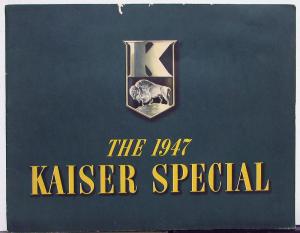 K
THE 1947
KAISER SPECIAL